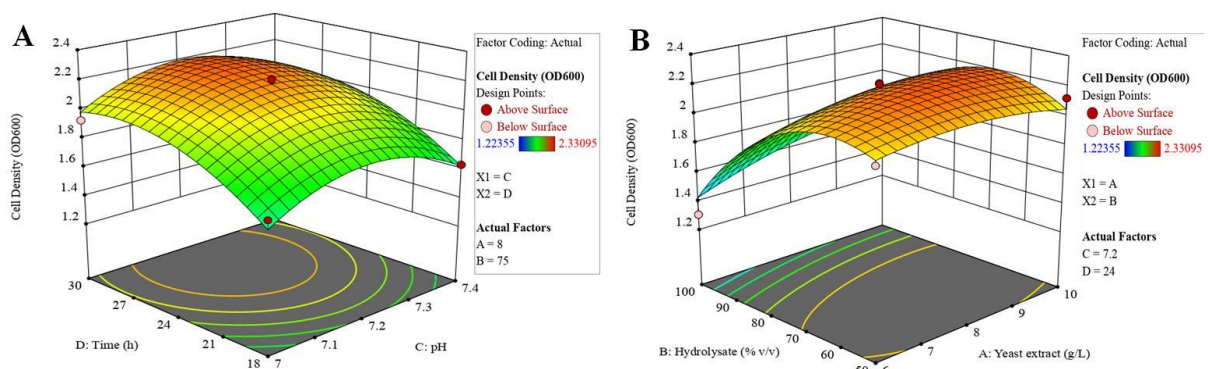 A
Cell Density (OD600)
2.4
2.2
2
1.8
1.6
1.4
1.2
30
27
24
21
18
D: Time (h)
7
7.1
7.2
7.3
7.4
C: pH
Factor Coding: Actual
Cell Density (OD600)
Design Points:
Above Surface
Below Surface
1.22355 2.33095
X1 = C
X2 = D
Actual Factors
A = 8
B = 75
B
Cell Density (OD600)
2.4
2.2
2
1.8
1.6
1.4
1.2
100
90
80
70
60
50
B: Hydrolysate (% v/v)
6
7
8
9
10
A: Yeast extract (g/L)
Factor Coding: Actual
Cell Density (OD600)
Design Points:
Above Surface
Below Surface
1.22355 2.33095
X1 = A
X2 = B
Actual Factors
C = 7.2
D = 24